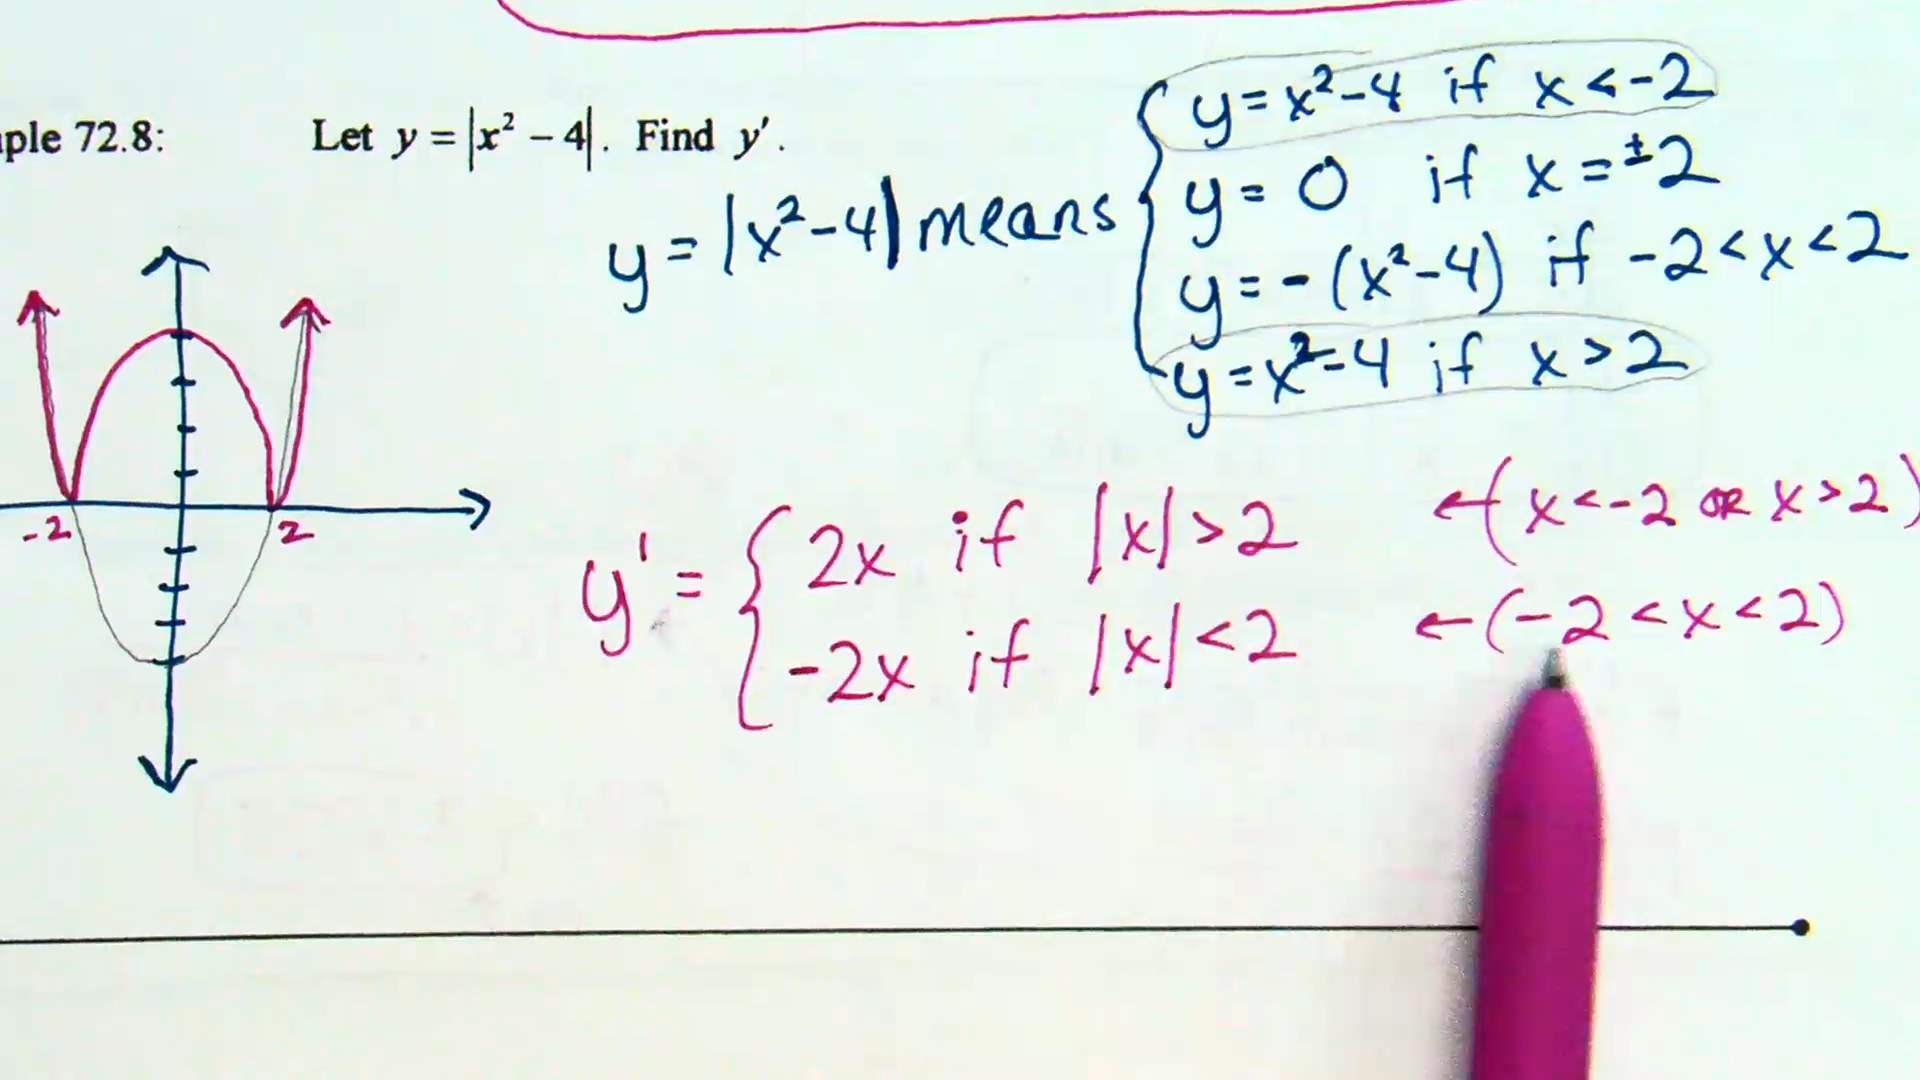 ple 72.8: Let y = |x² − 4|. Find y′.
y = |x²-4| means
y = x²-4 if x < -2
y = 0 if x = ±2
y = -(x²-4) if -2 < x < 2
y = x²-4 if x > 2
-2 2
y' = { 2x if |x| > 2 ← (x < -2 OR x > 2)
-2x if |x| < 2 ← (-2 < x < 2)